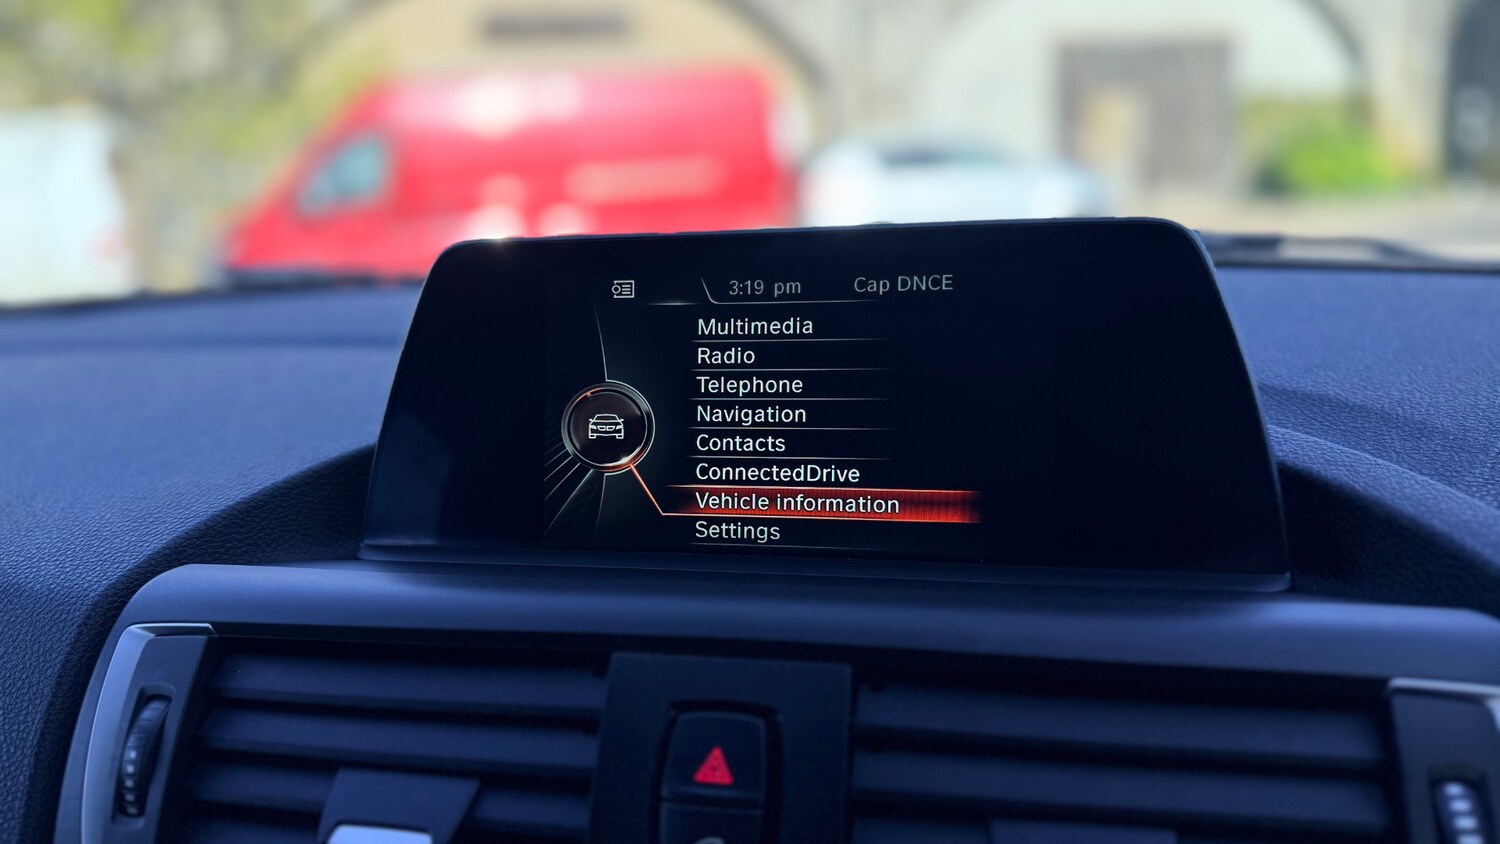 3:19 pm Cap DNCE
Multimedia
Radio
Telephone
Navigation
Contacts
ConnectedDrive
Vehicle information
Settings